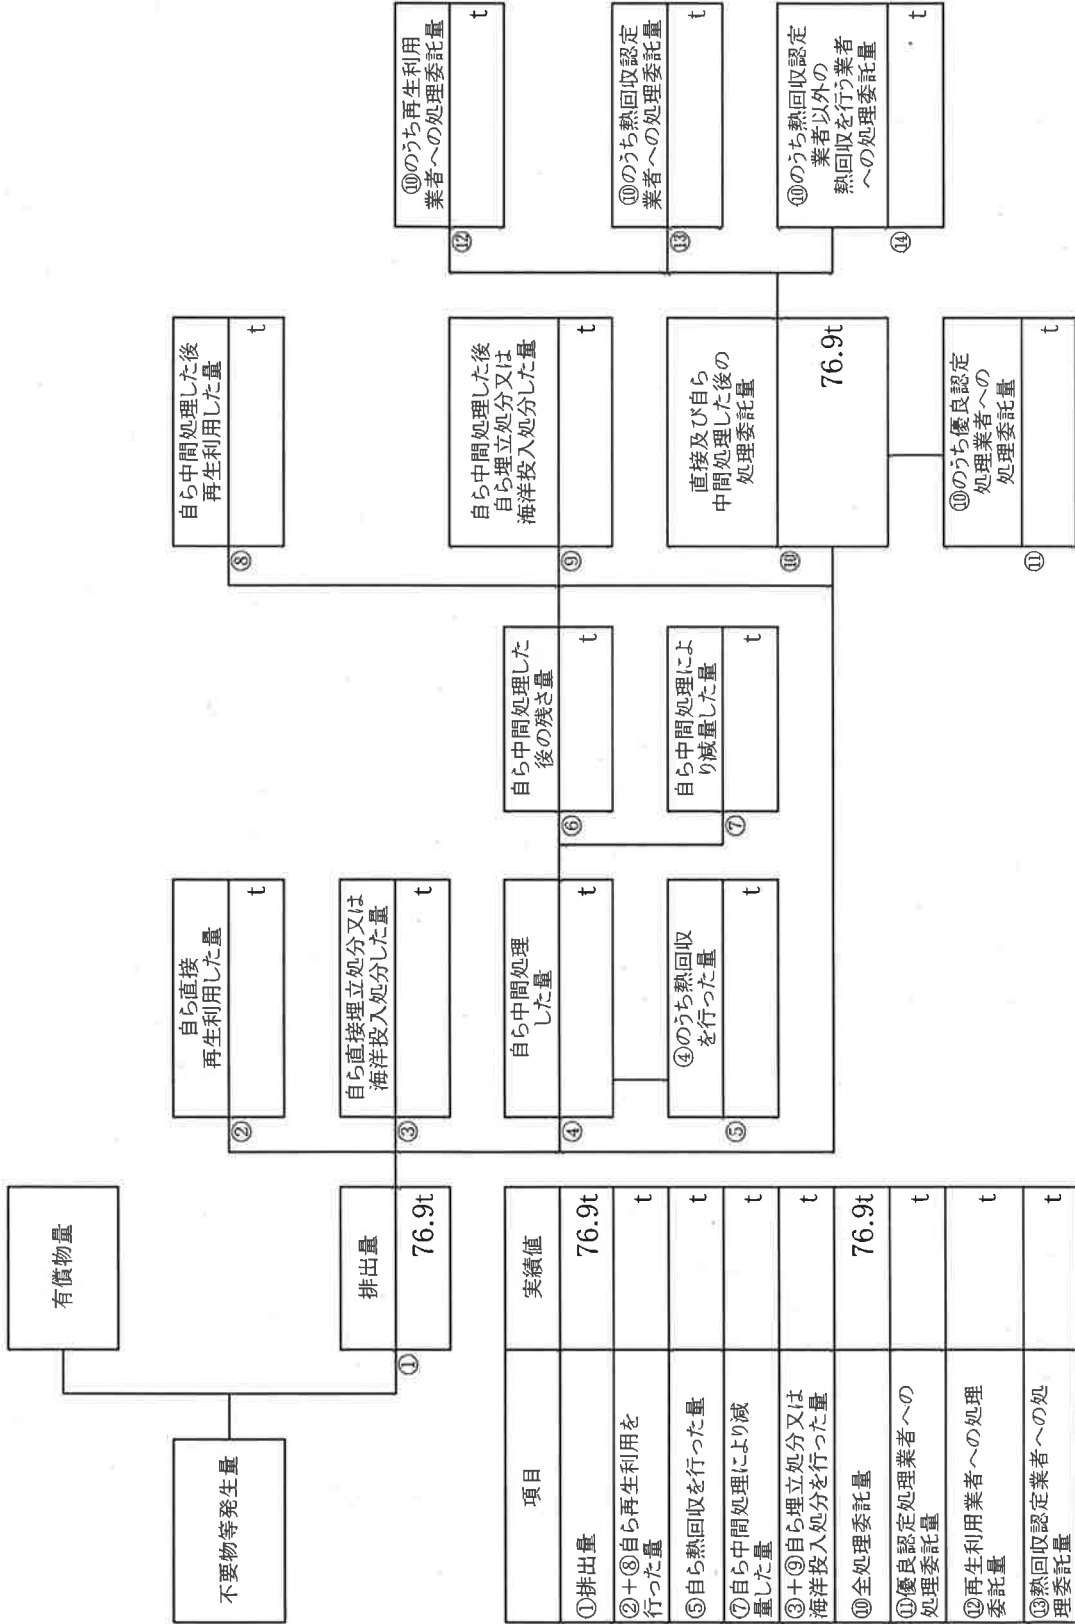 不要物等発生量
有償物量
排出量
①
76.9t
自ら直接
再生利用した量
②
t
自ら直接埋立処分又は
海洋投入処分した量
③
t
自ら中間処理
した量
④
t
④のうち熱回収
を行った量
⑤
t
自ら中間処理した
後の残さ量
⑥
t
自ら中間処理によ
り減量した量
⑦
t
自ら中間処理した後
再生利用した量
⑧
t
自ら中間処理した後
自ら埋立処分又は
海洋投入処分した量
⑨
t
直接及び自ら
中間処理した後の
処理委託量
⑩
76.9t
⑩のうち優良認定
処理業者への
処理委託量
⑪
t
⑩のうち再生利用
業者への処理委託量
⑫
t
⑩のうち熱回収認定
業者への処理委託量
⑬
t
⑩のうち熱回収認定
業者以外の
熱回収を行う業者
への処理委託量
⑭
t
項目 実績値
①排出量 76.9t
②+⑧自ら再生利用を
行った量 t
⑤自ら熱回収を行った量 t
⑦自ら中間処理により減
量した量 t
③+⑨自ら埋立処分又は
海洋投入処分を行った量 t
⑩全処理委託量 76.9t
⑪優良認定処理業者への
処理委託量 t
⑫再生利用業者への処理
委託量 t
⑬熱回収認定業者への処
理委託量 t